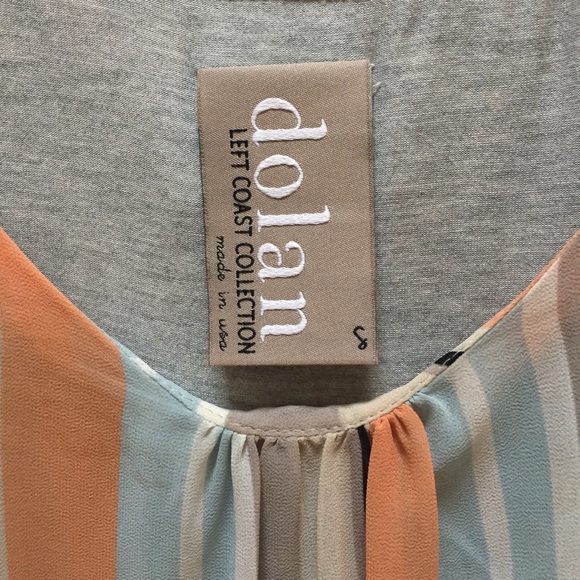 dolan
LEFT COAST COLLECTION
made in usa
s